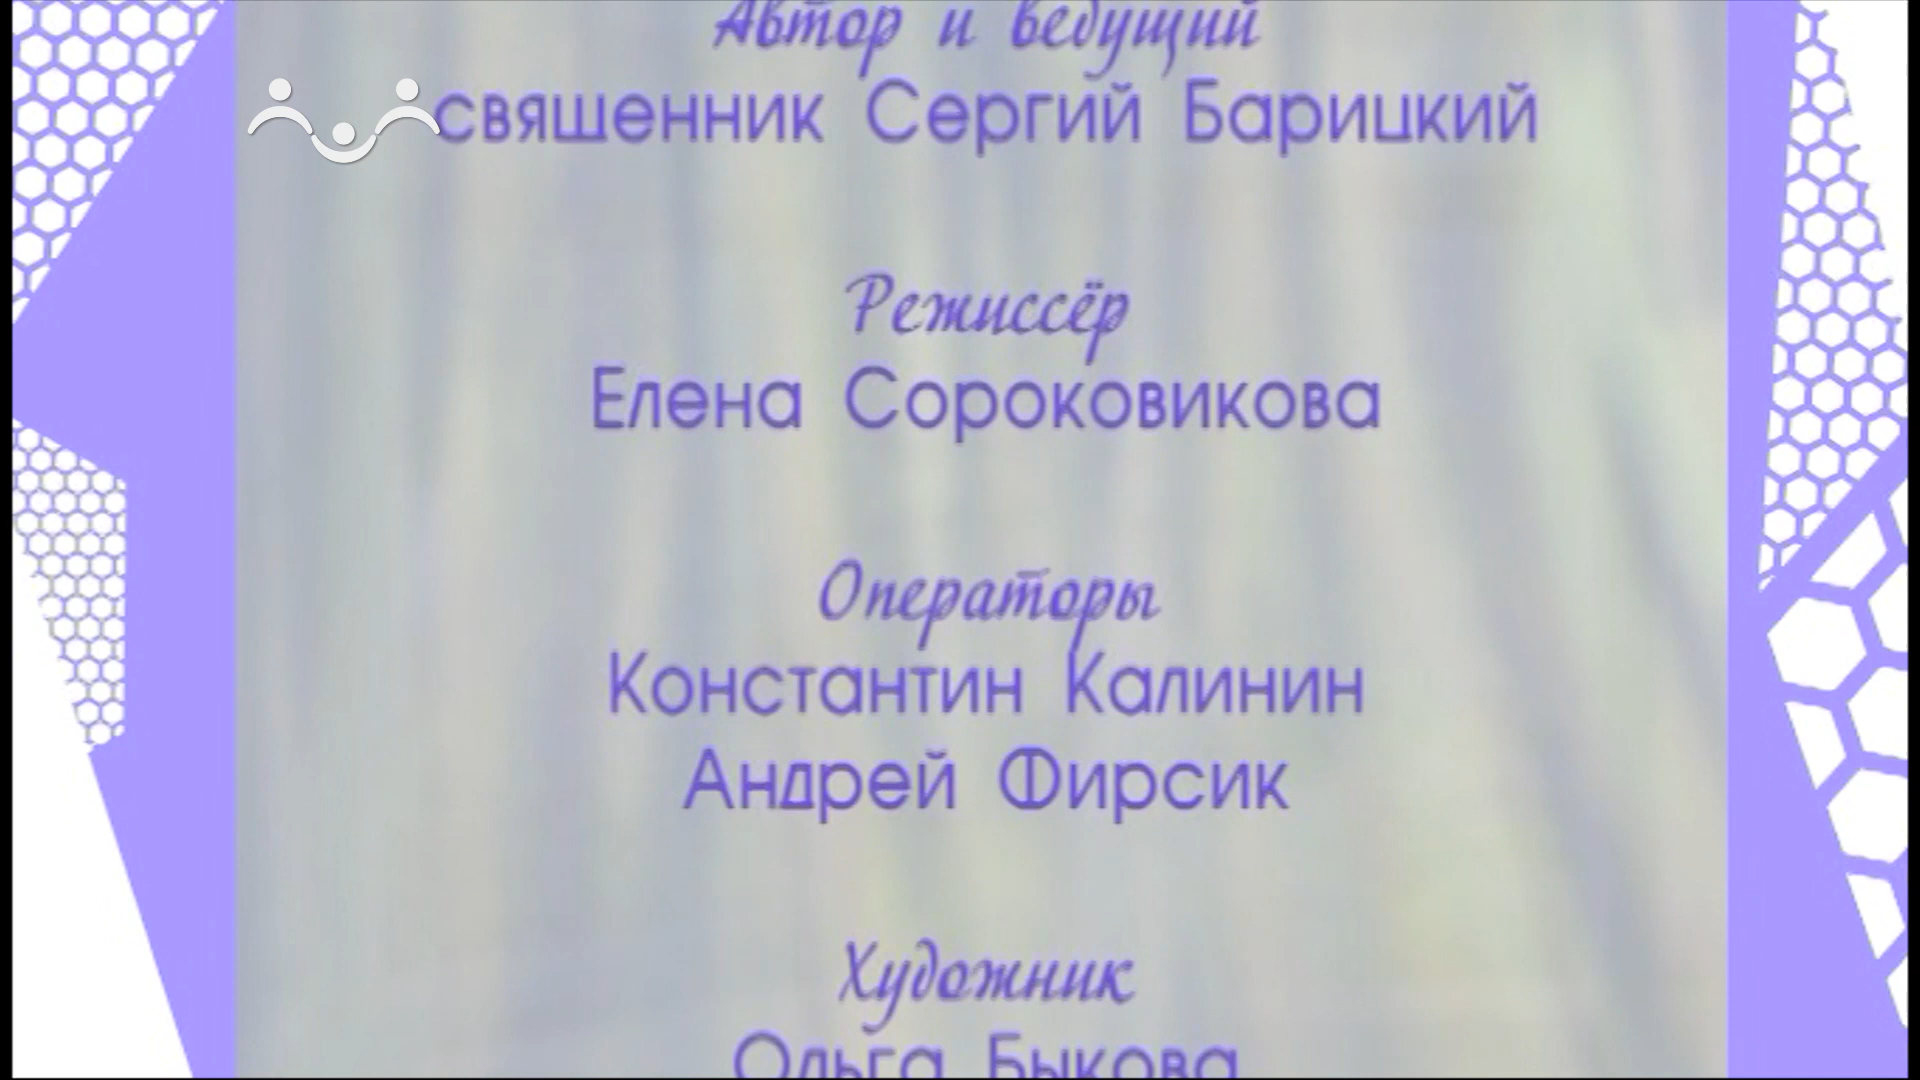 Автор и ведущий
священник Сергий Барицкий
Режиссёр
Елена Сороковикова
Операторы
Константин Калинин
Андрей Фирсик
Художник
Ольга Быкова